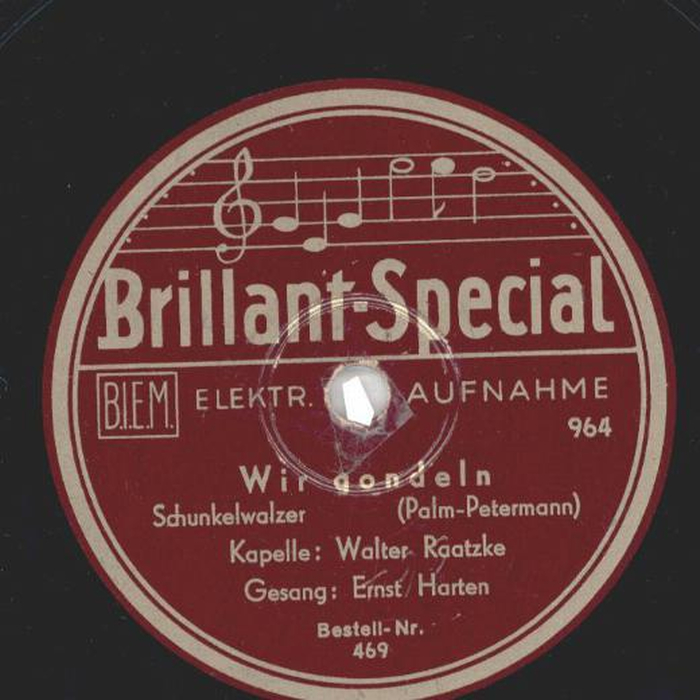 Brillant-Special
B.I.E.M. ELEKTR. AUFNAHME
964
Wir gondeln
Schunkelwalzer (Palm-Petermann)
Kapelle: Walter Raatzke
Gesang: Ernst Harten
Bestell-Nr.
469